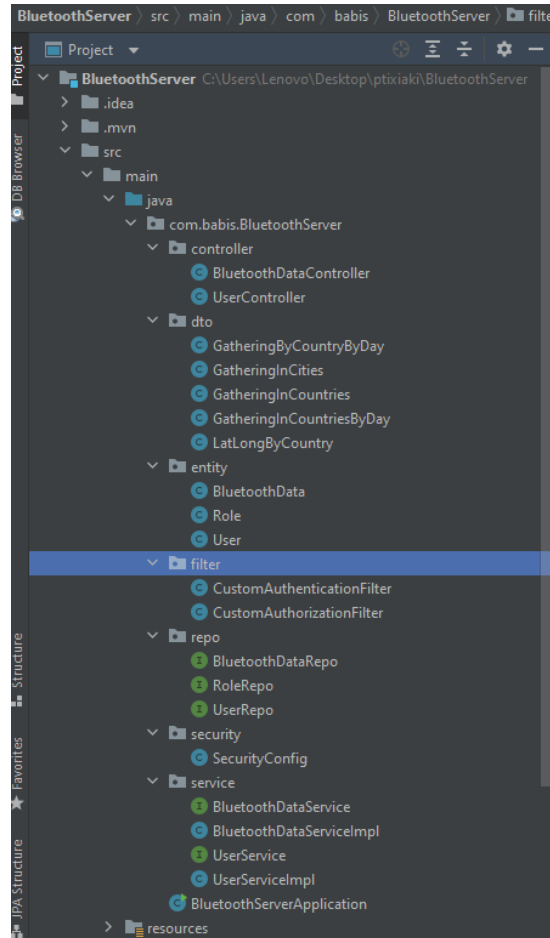 BluetoothServer 〉 src 〉 main 〉 java 〉 com 〉 babis 〉 BluetoothServer 〉 filte
Project
BluetoothServer C:\Users\Lenovo\Desktop\ptixiaki\BluetoothServer
.idea
.mvn
src
main
java
com.babis.BluetoothServer
controller
BluetoothDataController
UserController
dto
GatheringByCountryByDay
GatheringInCities
GatheringInCountries
GatheringInCountriesByDay
LatLongByCountry
entity
BluetoothData
Role
User
filter
CustomAuthenticationFilter
CustomAuthorizationFilter
repo
BluetoothDataRepo
RoleRepo
UserRepo
security
SecurityConfig
service
BluetoothDataService
BluetoothDataServiceImpl
UserService
UserServiceImpl
BluetoothServerApplication
resources
Project
DB Browser
Structure
Favorites
JPA Structure